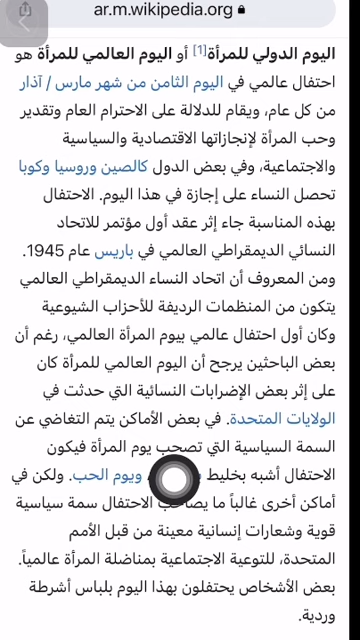 ar.m.wikipedia.org
اليوم الدولي للمرأة[1] أو اليوم العالمي للمرأة هو
احتفال عالمي في اليوم الثامن من شهر مارس / آذار
من كل عام، ويقام للدلالة على الاحترام العام وتقدير
وحب المرأة لإنجازاتها الاقتصادية والسياسية
والاجتماعية، وفي بعض الدول كالصين وروسيا وكوبا
تحصل النساء على إجازة في هذا اليوم. الاحتفال
بهذه المناسبة جاء إثر عقد أول مؤتمر للاتحاد
النسائي الديمقراطي العالمي في باريس عام 1945.
ومن المعروف أن اتحاد النساء الديمقراطي العالمي
يتكون من المنظمات الرديفة للأحزاب الشيوعية
وكان أول احتفال عالمي بيوم المرأة العالمي، رغم أن
بعض الباحثين يرجح أن اليوم العالمي للمرأة كان
على إثر بعض الإضرابات النسائية التي حدثت في
الولايات المتحدة. في بعض الأماكن يتم التغاضي عن
السمة السياسية التي تصحب يوم المرأة فيكون
الاحتفال أشبه بخليط ويوم الحب. ولكن في
أماكن أخرى غالباً ما الاحتفال سمة سياسية
قوية وشعارات إنسانية معينة من قبل الأمم
المتحدة، للتوعية الاجتماعية بمناضلة المرأة عالمياً.
بعض الأشخاص يحتفلون بهذا اليوم بلباس أشرطة
وردية.